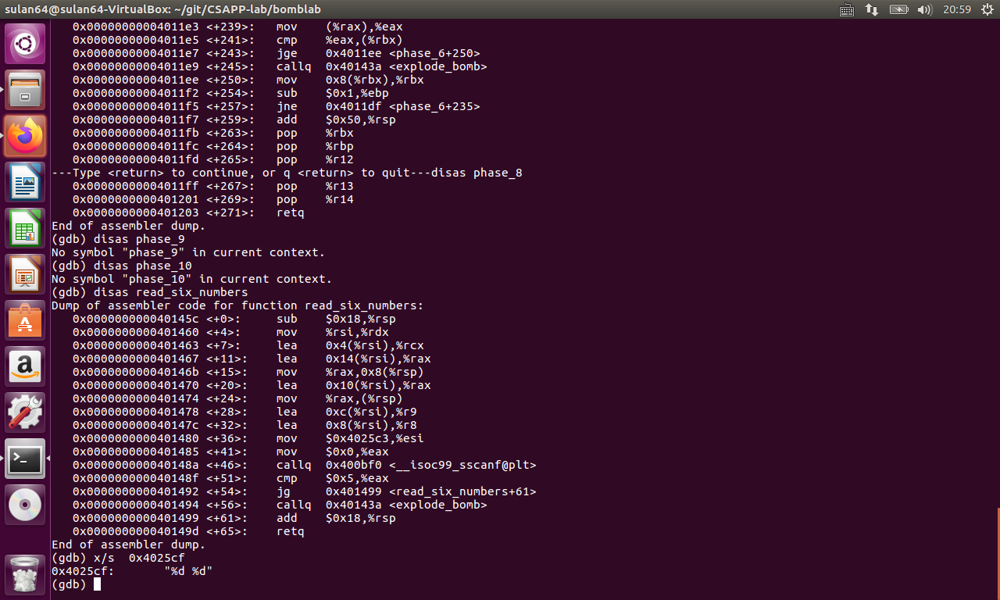 sulan64@sulan64-VirtualBox: ~/git/CSAPP-lab/bomblab
20:59
0x00000000004011e3 <+239>: mov (%rax),%eax
0x00000000004011e5 <+241>: cmp %eax,(%rbx)
0x00000000004011e7 <+243>: jge 0x4011ee <phase_6+250>
0x00000000004011e9 <+245>: callq 0x40143a <explode_bomb>
0x00000000004011ee <+250>: mov 0x8(%rbx),%rbx
0x00000000004011f2 <+254>: sub $0x1,%ebp
0x00000000004011f5 <+257>: jne 0x4011df <phase_6+235>
0x00000000004011f7 <+259>: add $0x50,%rsp
0x00000000004011fb <+263>: pop %rbx
0x00000000004011fc <+264>: pop %rbp
0x00000000004011fd <+265>: pop %r12
---Type <return> to continue, or q <return> to quit---disas phase_8
0x00000000004011ff <+267>: pop %r13
0x0000000000401201 <+269>: pop %r14
0x0000000000401203 <+271>: retq
End of assembler dump.
(gdb) disas phase_9
No symbol "phase_9" in current context.
(gdb) disas phase_10
No symbol "phase_10" in current context.
(gdb) disas read_six_numbers
Dump of assembler code for function read_six_numbers:
0x000000000040145c <+0>: sub $0x18,%rsp
0x0000000000401460 <+4>: mov %rsi,%rdx
0x0000000000401463 <+7>: lea 0x4(%rsi),%rcx
0x0000000000401467 <+11>: lea 0x14(%rsi),%rax
0x000000000040146b <+15>: mov %rax,0x8(%rsp)
0x0000000000401470 <+20>: lea 0x10(%rsi),%rax
0x0000000000401474 <+24>: mov %rax,(%rsp)
0x0000000000401478 <+28>: lea 0xc(%rsi),%r9
0x000000000040147c <+32>: lea 0x8(%rsi),%r8
0x0000000000401480 <+36>: mov $0x4025c3,%esi
0x0000000000401485 <+41>: mov $0x0,%eax
0x000000000040148a <+46>: callq 0x400bf0 <__isoc99_sscanf@plt>
0x000000000040148f <+51>: cmp $0x5,%eax
0x0000000000401492 <+54>: jg 0x401499 <read_six_numbers+61>
0x0000000000401494 <+56>: callq 0x40143a <explode_bomb>
0x0000000000401499 <+61>: add $0x18,%rsp
0x000000000040149d <+65>: retq
End of assembler dump.
(gdb) x/s 0x4025cf
0x4025cf: "%d %d"
(gdb)